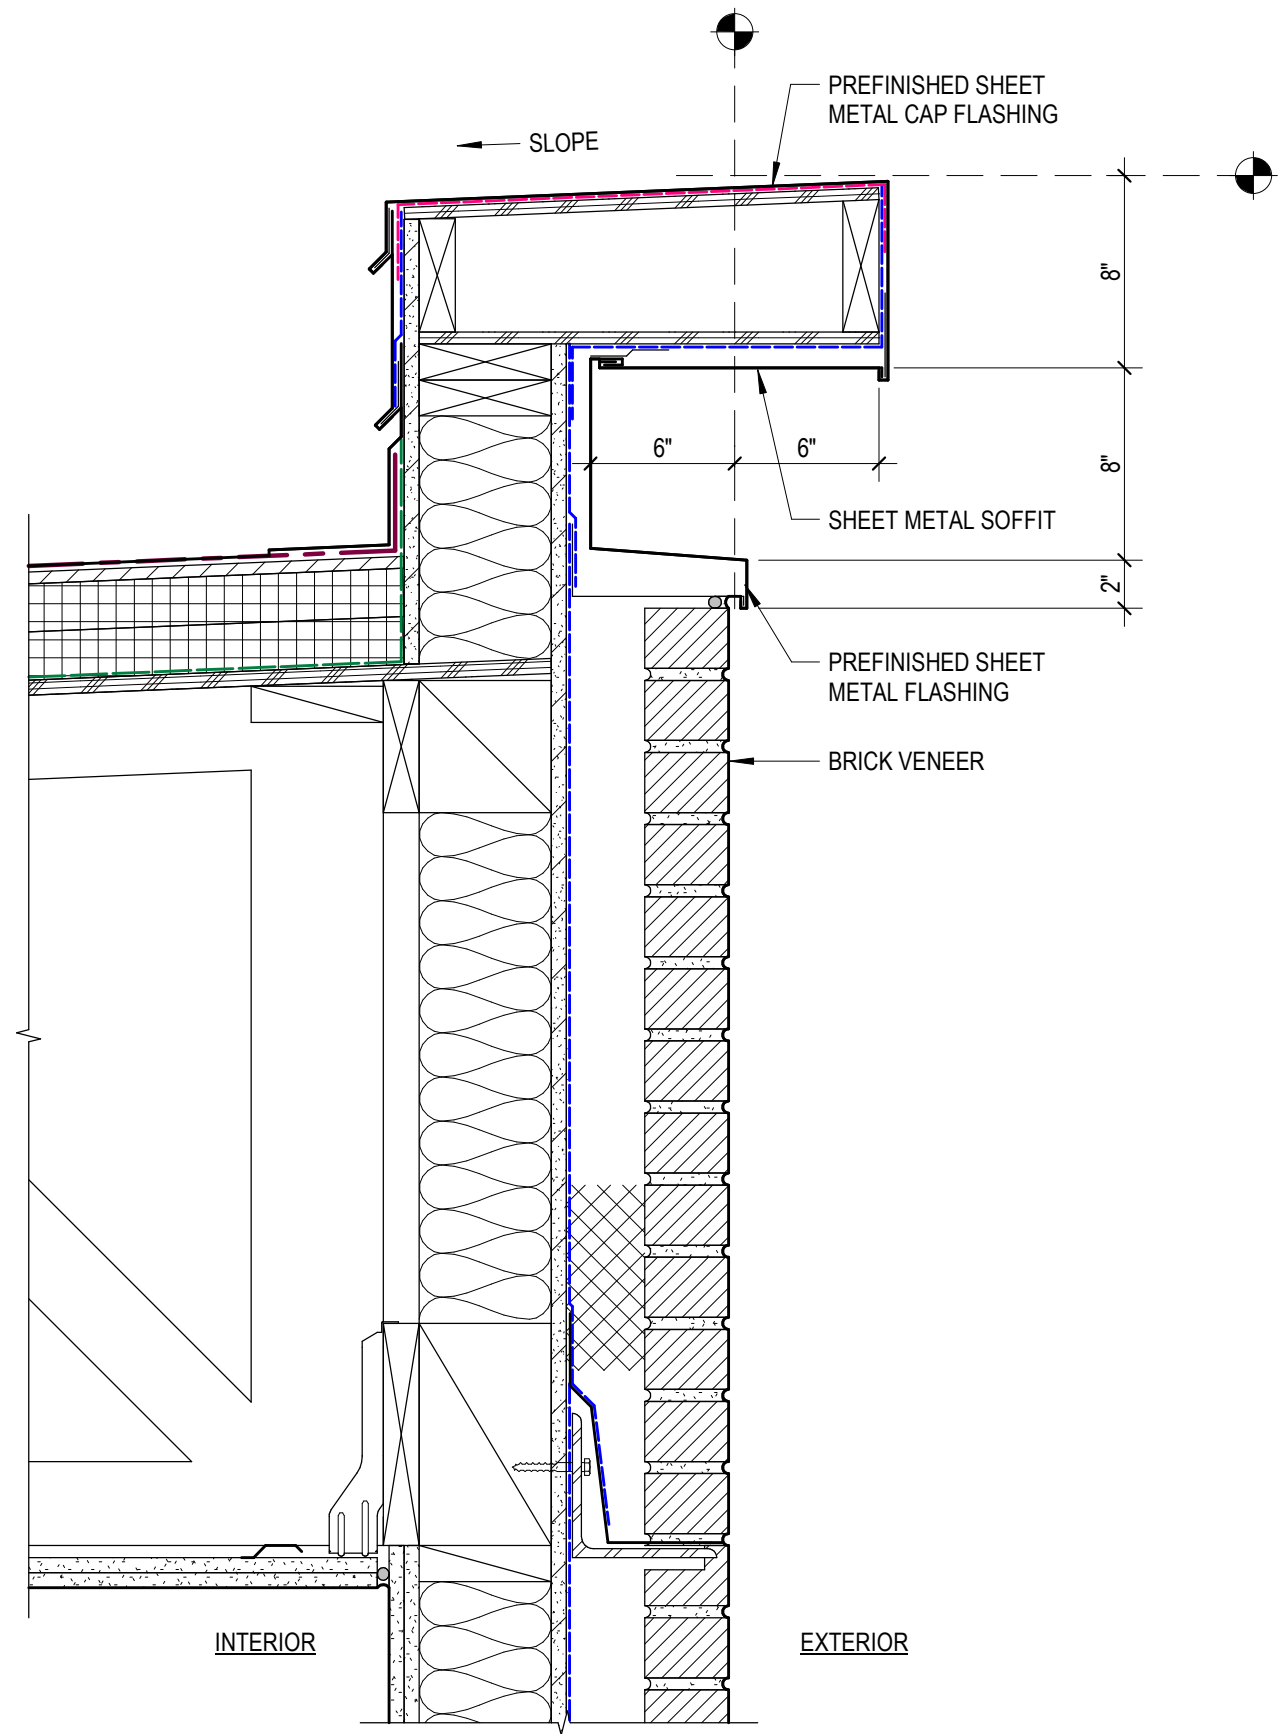 PREFINISHED SHEET
METAL CAP FLASHING
SLOPE
8"
6"
6"
8"
SHEET METAL SOFFIT
2"
PREFINISHED SHEET
METAL FLASHING
BRICK VENEER
INTERIOR
EXTERIOR